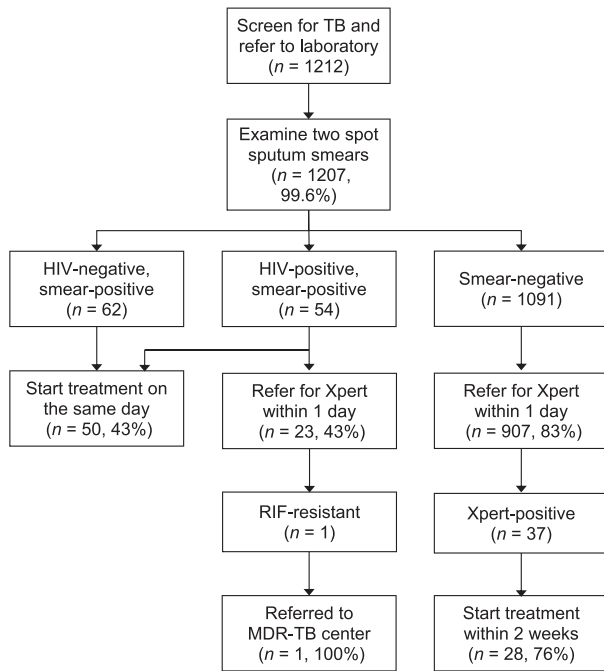 Screen for TB and
refer to laboratory
(n = 1212)
Examine two spot
sputum smears
(n = 1207,
99.6%)
HIV-negative,
smear-positive
(n = 62)
HIV-positive,
smear-positive
(n = 54)
Smear-negative
(n = 1091)
Start treatment on
the same day
(n = 50, 43%)
Refer for Xpert
within 1 day
(n = 23, 43%)
Refer for Xpert
within 1 day
(n = 907, 83%)
RIF-resistant
(n = 1)
Xpert-positive
(n = 37)
Referred to
MDR-TB center
(n = 1, 100%)
Start treatment
within 2 weeks
(n = 28, 76%)